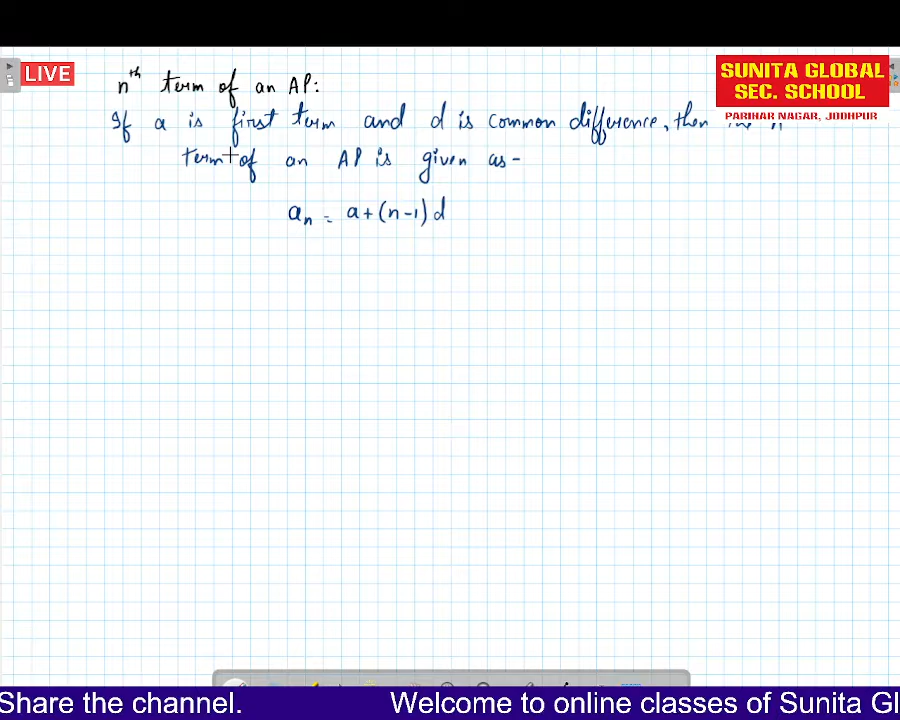 LIVE
SUNITA GLOBAL
SEC. SCHOOL
PARIHAR NAGAR, JODHPUR
nth term of an AP:
If a is first term and d is common difference, then
term of an AP is given as -
aₙ = a + (n-1) d
Share the channel. Welcome to online classes of Sunita Gl